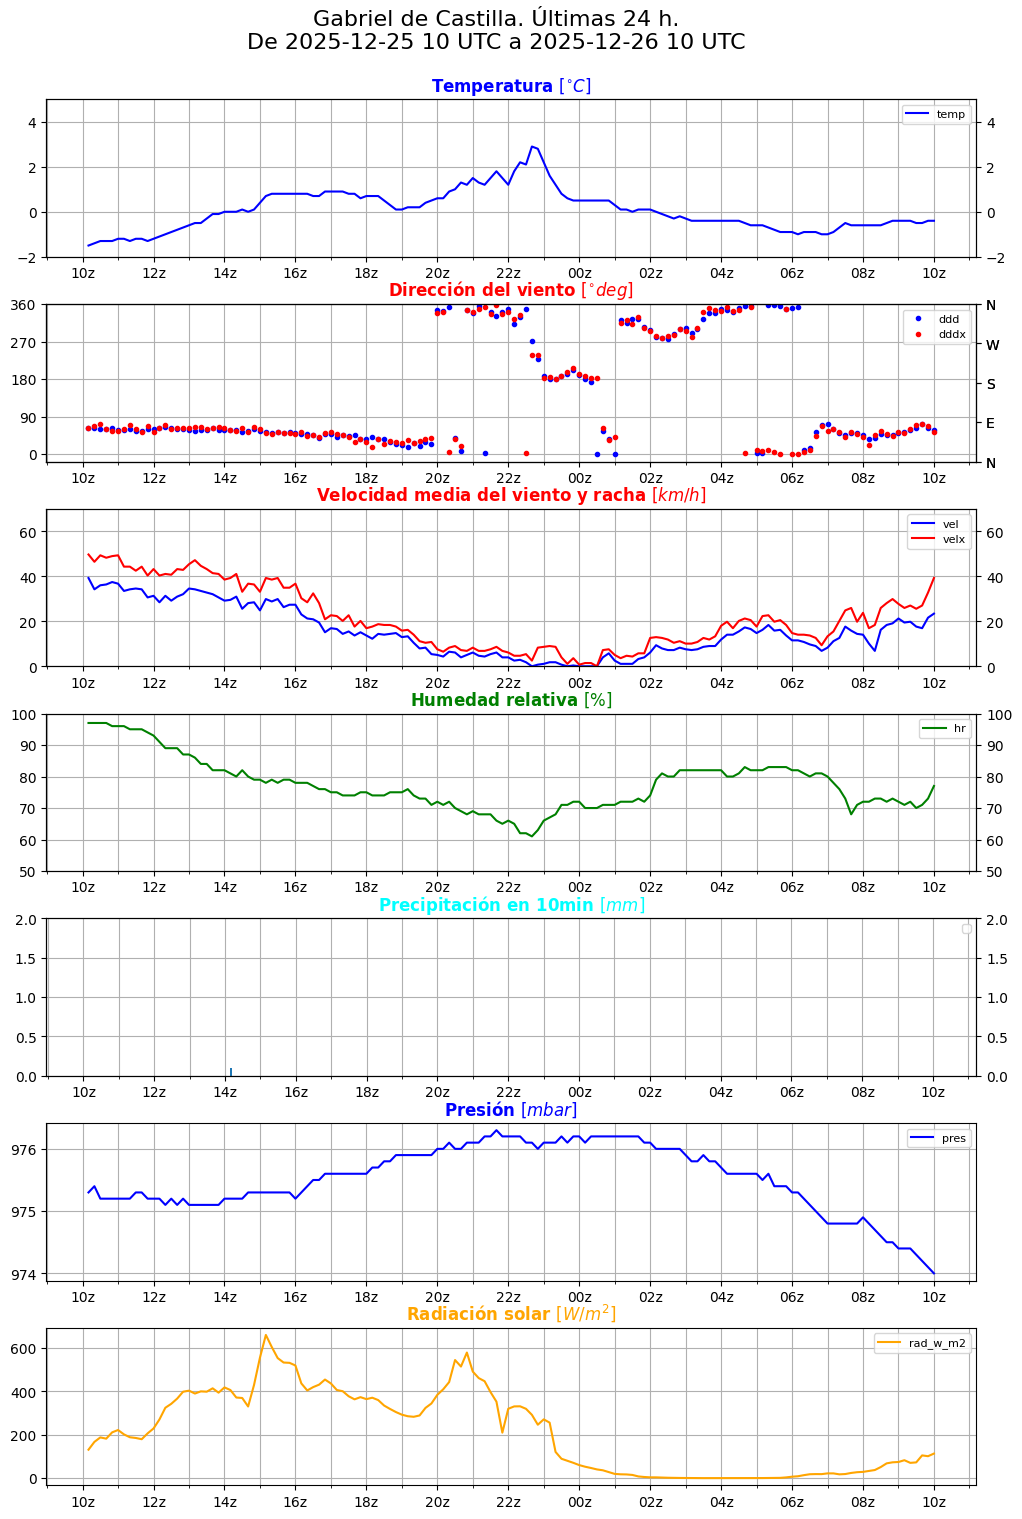 Gabriel de Castilla. Últimas 24 h.
De 2025-12-25 10 UTC a 2025-12-26 10 UTC
Temperatura [°C]
4
2
0
−2
temp
4
2
0
−2
10z 12z 14z 16z 18z 20z 22z 00z 02z 04z 06z 08z 10z
Dirección del viento [°deg]
360
270
180
90
0
ddd
dddx
N
W
S
E
N
10z 12z 14z 16z 18z 20z 22z 00z 02z 04z 06z 08z 10z
Velocidad media del viento y racha [km/h]
60
40
20
0
vel
velx
60
40
20
0
10z 12z 14z 16z 18z 20z 22z 00z 02z 04z 06z 08z 10z
Humedad relativa [%]
100
90
80
70
60
50
hr
100
90
80
70
60
50
10z 12z 14z 16z 18z 20z 22z 00z 02z 04z 06z 08z 10z
Precipitación en 10min [mm]
2.0
1.5
1.0
0.5
0.0
2.0
1.5
1.0
0.5
0.0
10z 12z 14z 16z 18z 20z 22z 00z 02z 04z 06z 08z 10z
Presión [mbar]
976
975
974
pres
10z 12z 14z 16z 18z 20z 22z 00z 02z 04z 06z 08z 10z
Radiación solar [W/m²]
600
400
200
0
rad_w_m2
10z 12z 14z 16z 18z 20z 22z 00z 02z 04z 06z 08z 10z